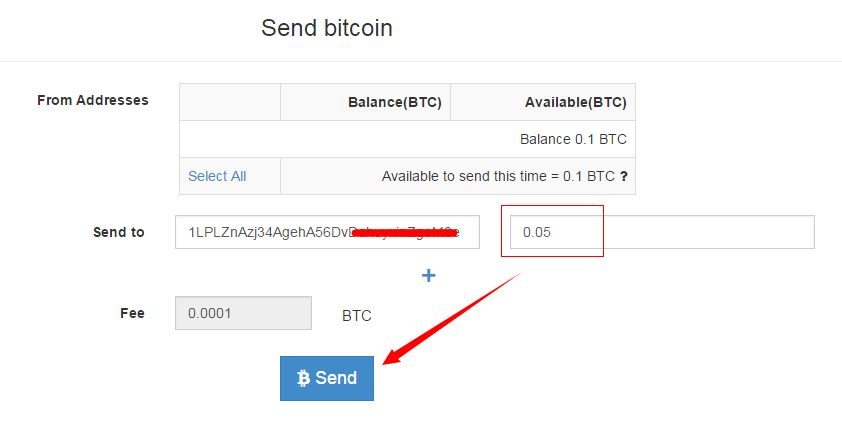 Send bitcoin
From Addresses
Balance(BTC) Available(BTC)
Balance 0.1 BTC
Select All Available to send this time = 0.1 BTC ?
Send to 1LPLZnAzj34AgehA56Dv 0.05
+
Fee 0.0001 BTC
Send